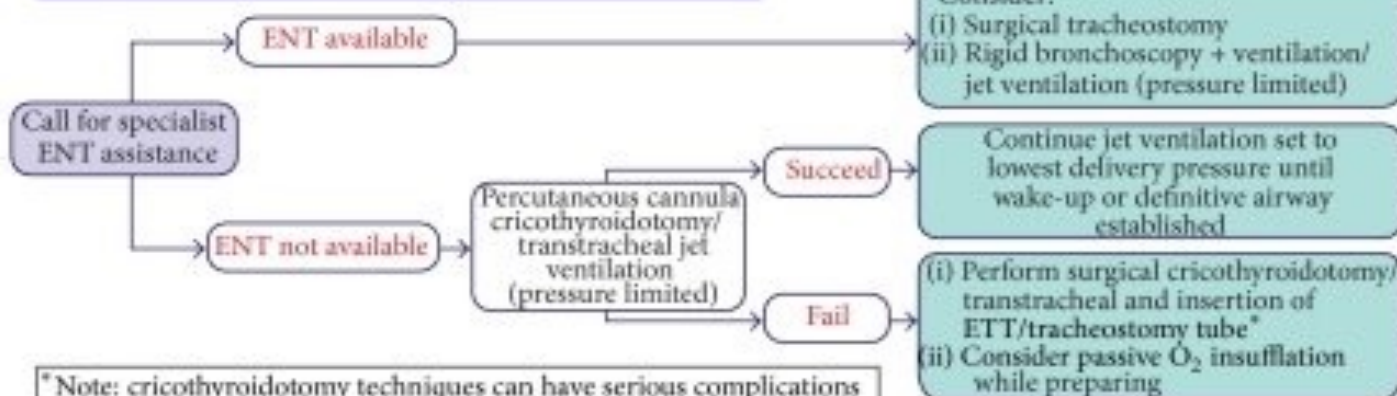 Consider:
(i) Surgical tracheostomy
(ii) Rigid bronchoscopy + ventilation/
jet ventilation (pressure limited)
ENT available
Call for specialist
ENT assistance
ENT not available
Percutaneous cannula
cricothyroidotomy/
transtracheal jet
ventilation
(pressure limited)
Succeed
Continue jet ventilation set to
lowest delivery pressure until
wake-up or definitive airway
established
Fail
(i) Perform surgical cricothyroidotomy/
transtracheal and insertion of
ETT/tracheostomy tube*
(ii) Consider passive O₂ insufflation
while preparing
*Note: cricothyroidotomy techniques can have serious complications